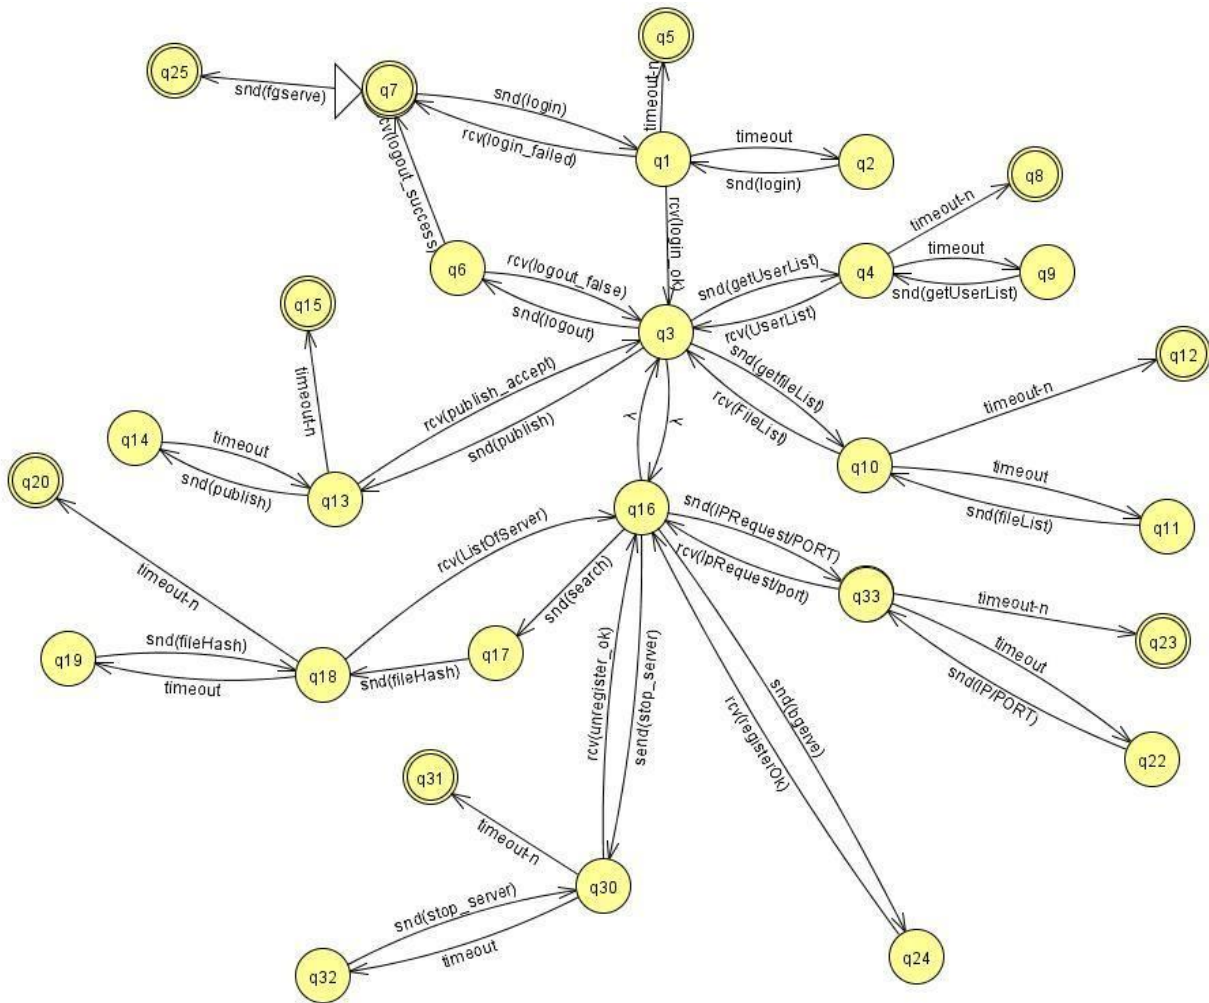 q5
q25
snd(fgserve)
q7
snd(login)
rcv(login_failed)
timeout-n
q1
timeout
snd(login)
q2
q8
rcv(logout_success)
rcv(login_ok)
timeout-n
q6
rcv(logout_false)
snd(logout)
snd(getUserList)
rcv(UserList)
q4
timeout
snd(getUserList)
q9
q15
q3
q12
timeout-n
rcv(publish_accept)
snd(publish)
snd(getfileList)
rcv(FileList)
timeout-n
q14
timeout
snd(publish)
q13
λ
λ
q10
timeout
snd(fileList)
q11
q20
timeout-n
rcv(ListOfServer)
q16
snd(IPRequest/PORT)
rcv(IpRequest/port)
q33
timeout-n
q23
snd(search)
timeout
snd(IP/PORT)
q22
q19
snd(fileHash)
timeout
q18
snd(fileHash)
q17
rcv(unregister_ok)
send(stop_server)
snd(bgerve)
rcv(registerOk)
q31
timeout-n
q30
snd(stop_server)
timeout
q32
q24